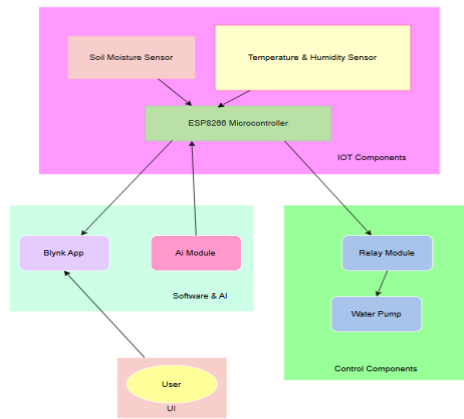 Soil Moisture Sensor
Temperature & Humidity Sensor
ESP8266 Microcontroller
IOT Components
Blynk App
Ai Module
Software & AI
Relay Module
Water Pump
Control Components
User
UI